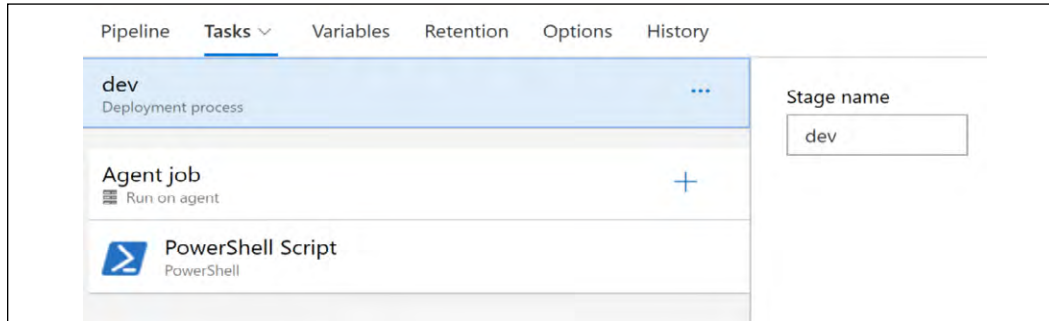 Pipeline Tasks Variables Retention Options History
dev
Deployment process
Stage name
dev
Agent job
Run on agent
PowerShell Script
PowerShell